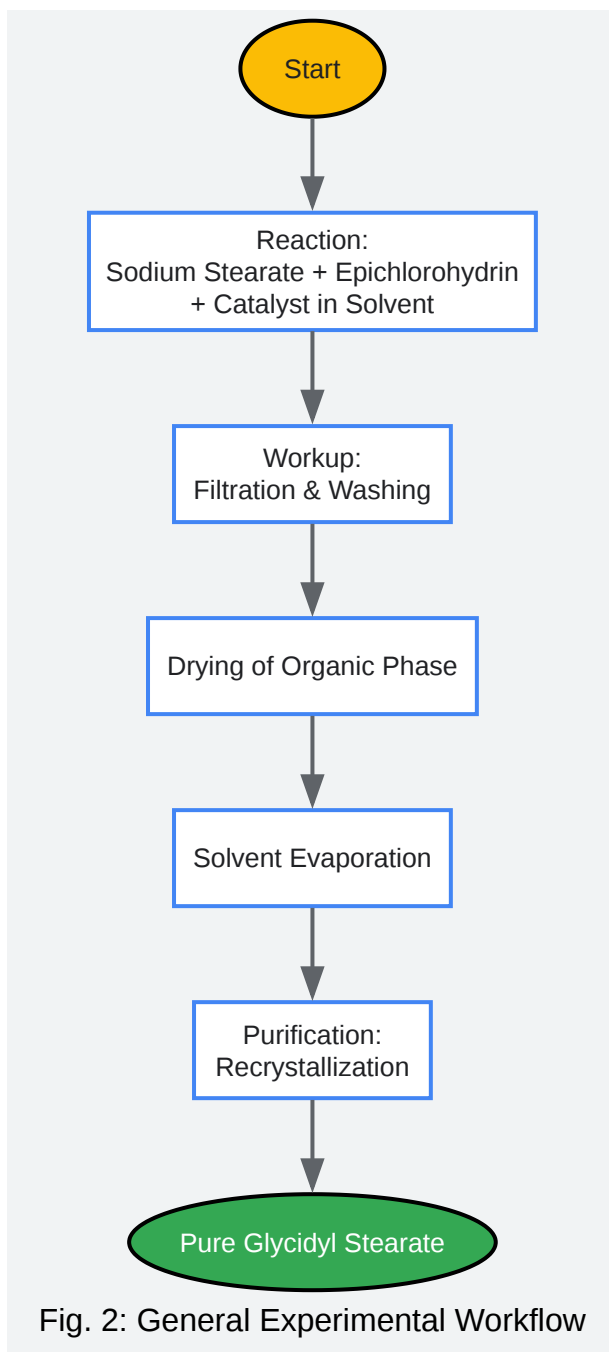 Start
Reaction:
Sodium Stearate + Epichlorohydrin
+ Catalyst in Solvent
Workup:
Filtration & Washing
Drying of Organic Phase
Solvent Evaporation
Purification:
Recrystallization
Pure Glycidyl Stearate
Fig. 2: General Experimental Workflow